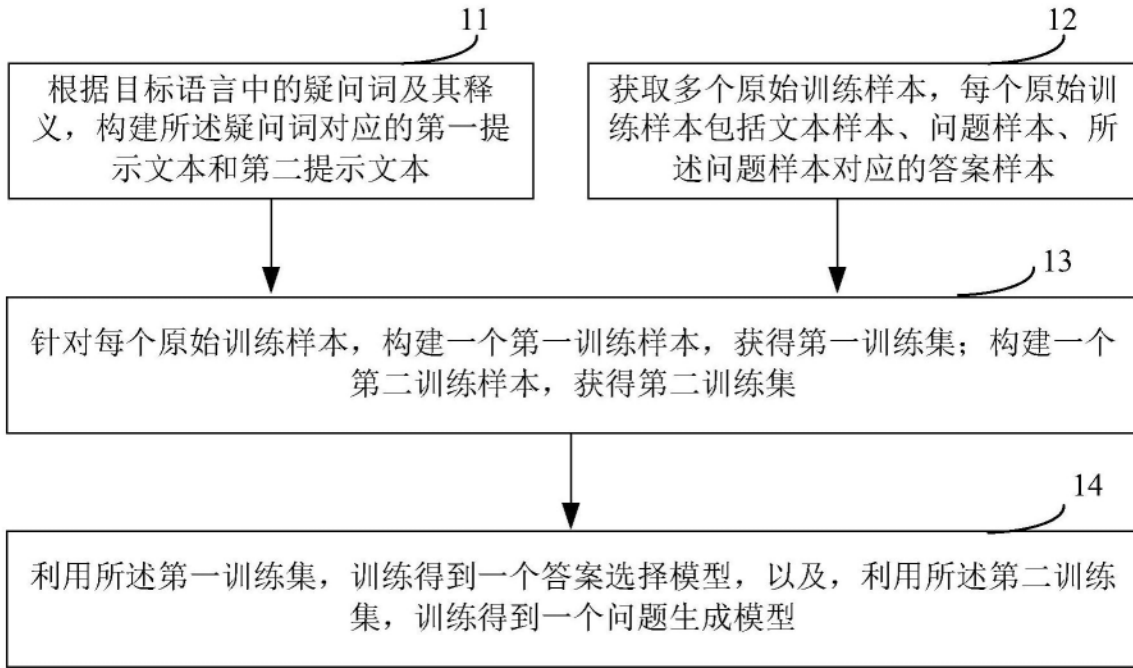 11
根据目标语言中的疑问词及其释
义，构建所述疑问词对应的第一提
示文本和第二提示文本
12
获取多个原始训练样本，每个原始训
练样本包括文本样本、问题样本、所
述问题样本对应的答案样本
13
针对每个原始训练样本，构建一个第一训练样本，获得第一训练集；构建一个
第二训练样本，获得第二训练集
14
利用所述第一训练集，训练得到一个答案选择模型，以及，利用所述第二训练
集，训练得到一个问题生成模型